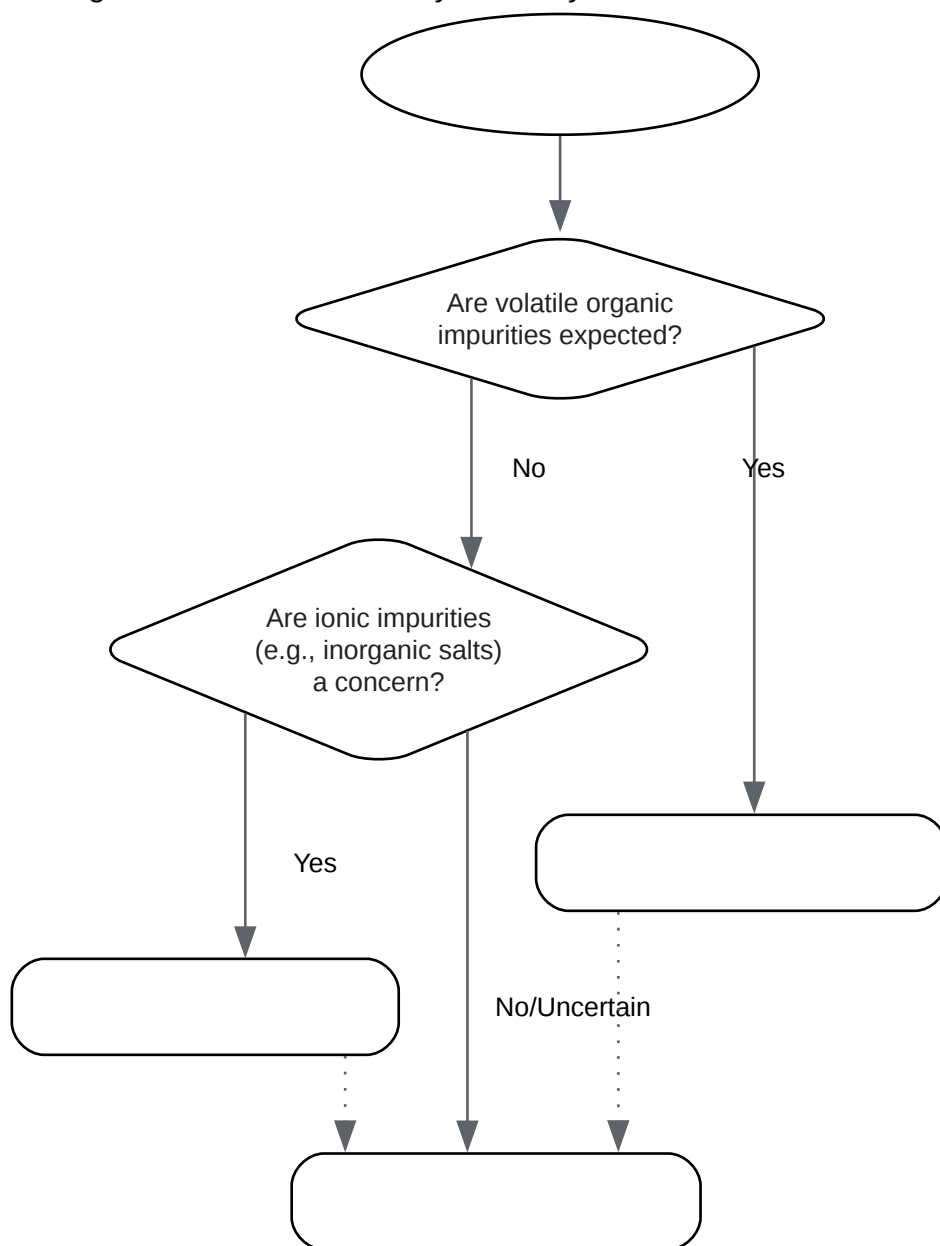 Are volatile organic
impurities expected?
No
Yes
Are ionic impurities
(e.g., inorganic salts)
a concern?
Yes
No/Uncertain